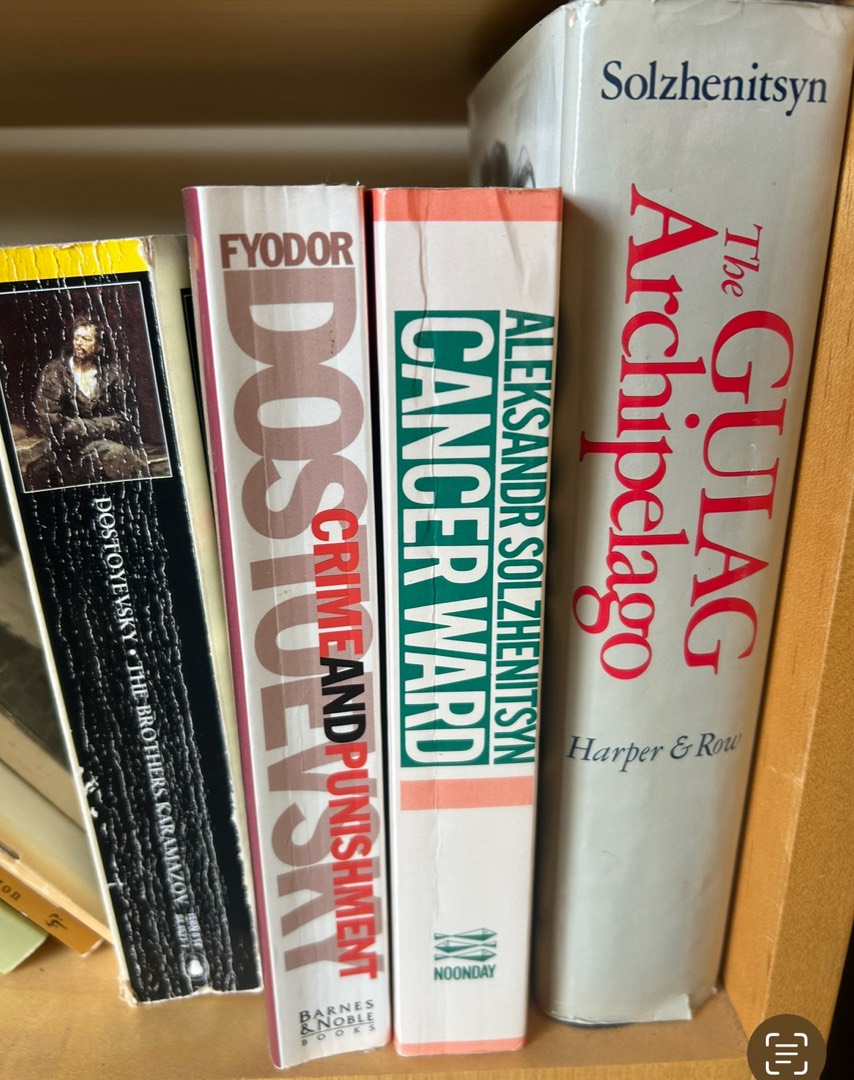 DOSTOYEVSKY • THE BROTHERS KARAMAZOV
FYODOR
DOSTOEVSKY
CRIME AND PUNISHMENT
BARNES
& NOBLE
BOOKS
ALEKSANDR SOLZHENITSYN
CANCER WARD
NOONDAY
Solzhenitsyn
The GULAG
Archipelago
Harper & Row